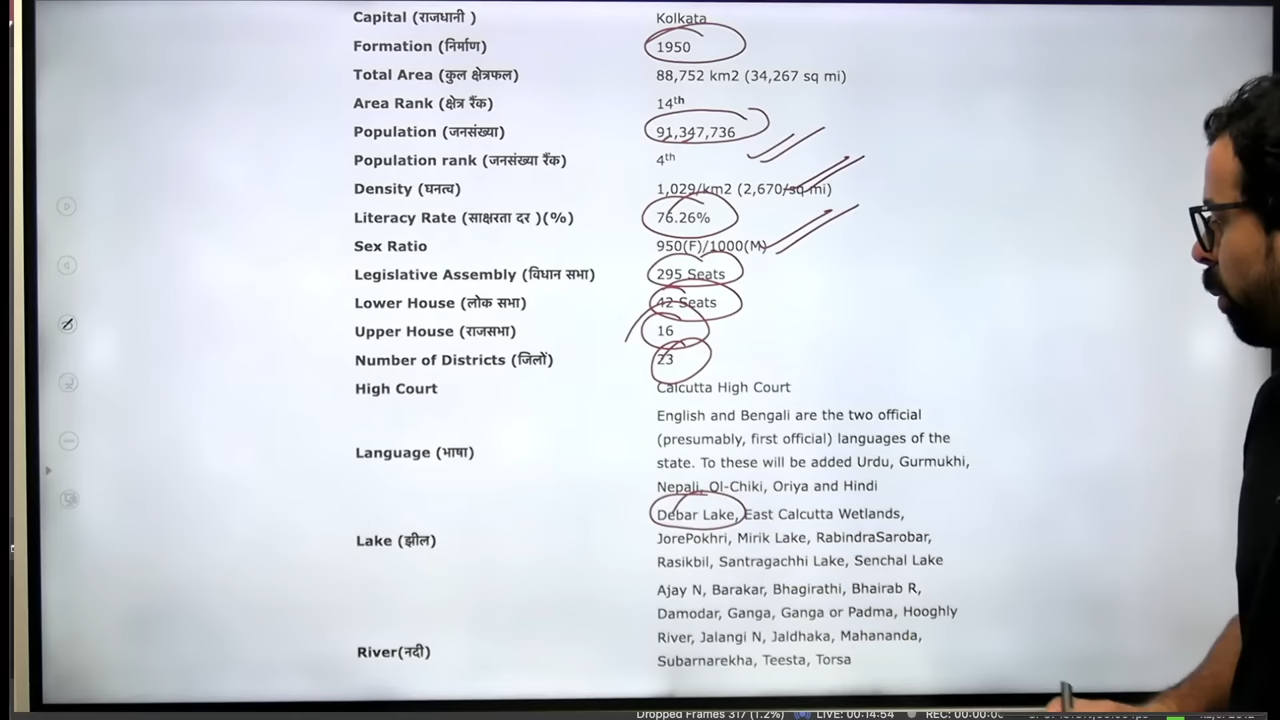 Capital (राजधानी ) Kolkata
Formation (निर्माण) 1950
Total Area (कुल क्षेत्रफल) 88,752 km2 (34,267 sq mi)
Area Rank (क्षेत्र रैंक) 14th
Population (जनसंख्या) 91,347,736
Population rank (जनसंख्या रैंक) 4th
Density (घनत्व) 1,029/km2 (2,670/sq mi)
Literacy Rate (साक्षरता दर )(%) 76.26%
Sex Ratio 950(F)/1000(M)
Legislative Assembly (विधान सभा) 295 Seats
Lower House (लोक सभा) 42 Seats
Upper House (राजसभा) 16
Number of Districts (जिलों) 23
High Court Calcutta High Court
Language (भाषा) English and Bengali are the two official
(presumably, first official) languages of the
state. To these will be added Urdu, Gurmukhi,
Nepali, Ol-Chiki, Oriya and Hindi
Lake (झील) Debar Lake, East Calcutta Wetlands,
JorePokhri, Mirik Lake, RabindraSarobar,
Rasikbil, Santragachhi Lake, Senchal Lake
River(नदी) Ajay N, Barakar, Bhagirathi, Bhairab R,
Damodar, Ganga, Ganga or Padma, Hooghly
River, Jalangi N, Jaldhaka, Mahananda,
Subarnarekha, Teesta, Torsa
Dropped Frames 317 (1.2%) LIVE: 00:14:54 REC: 00:00:00